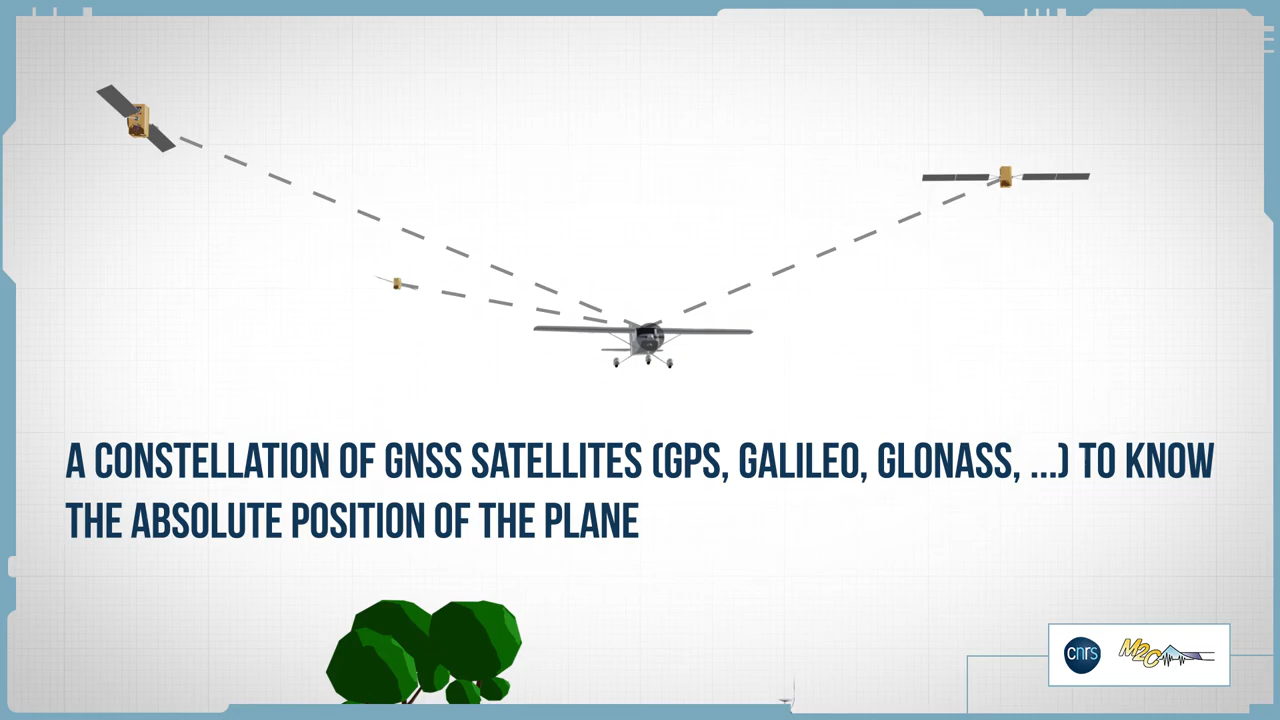 A CONSTELLATION OF GNSS SATELLITES (GPS, GALILEO, GLONASS, ...) TO KNOW
THE ABSOLUTE POSITION OF THE PLANE
cnrs
M2C